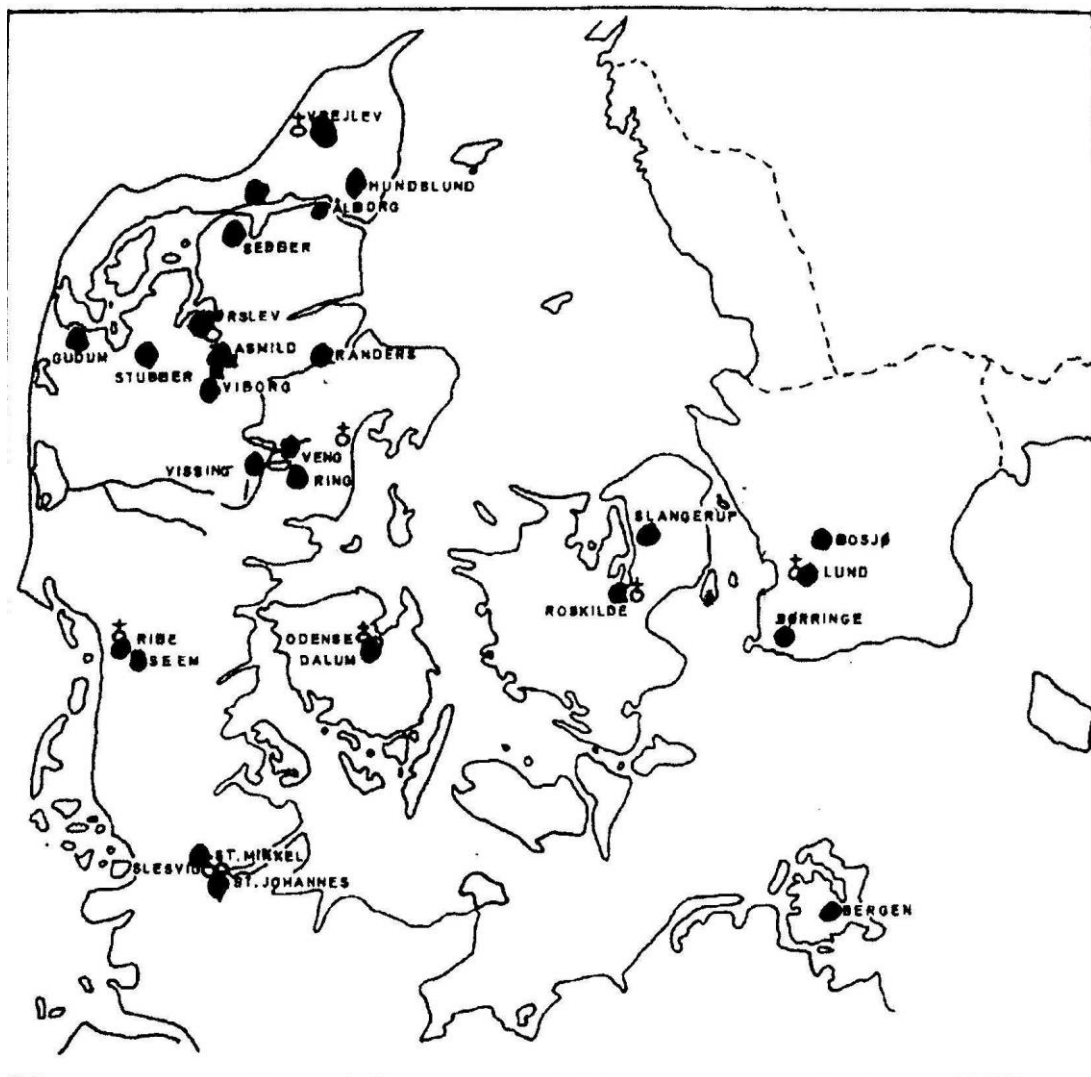 VREJLEV
HUNDSLUND
ÅLBORG
SEBBER
ØRSLEV
ASMILD
RANDERS
GUDUM
STUBBER
VIBORG
VENG
VISSING
RING
SLANGERUP
BOSJØ
LUND
ROSKILDE
BØRRINGE
RIBE
ODENSE
SEEM
DALUM
ST.MIKKEL
SLESVIG
ST.JOHANNES
BERGEN